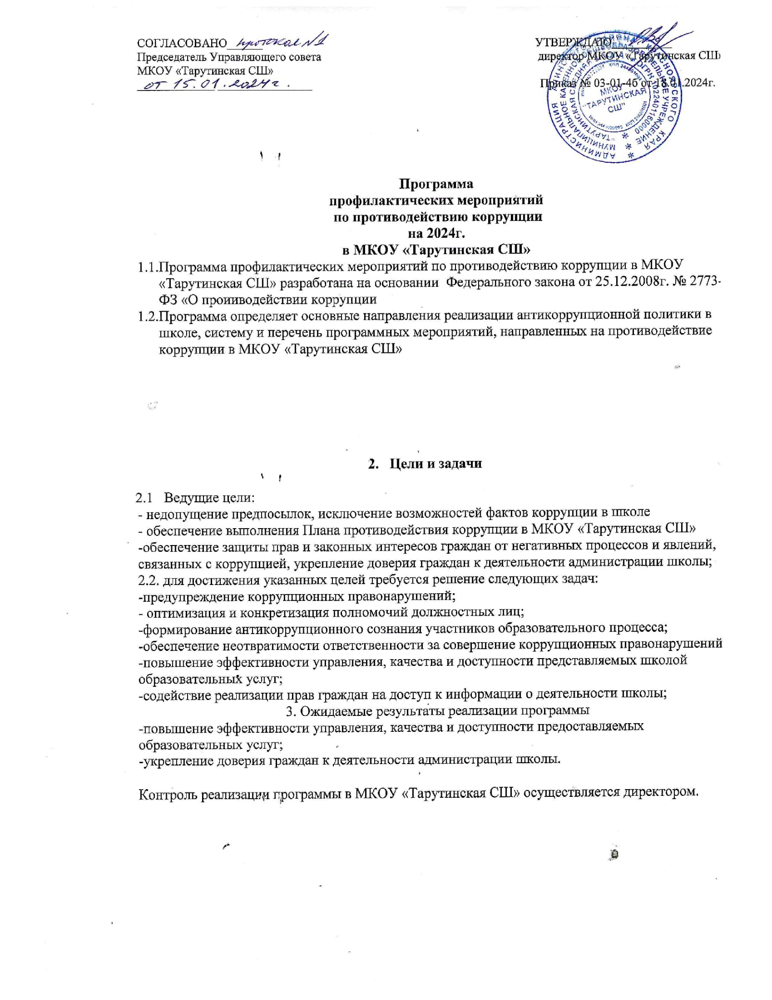 СОГЛАСОВАНО протокол №1
Председатель Управляющего совета
МКОУ «Тарутинская СШ»
от 15.01.2024г.
УТВЕРЖДАЮ
директор МКОУ «Тарутинская СШ»
Приказ № 03-01-4б от 18.01.2024г.
МКОУ
"ТАРУТИНСКАЯ
СШ"
Программа
профилактических мероприятий
по противодействию коррупции
на 2024г.
в МКОУ «Тарутинская СШ»
1.1.Программа профилактических мероприятий по противодействию коррупции в МКОУ
«Тарутинская СШ» разработана на основании Федерального закона от 25.12.2008г. № 2773-
ФЗ «О проииводействии коррупции
1.2.Программа определяет основные направления реализации антикоррупционной политики в
школе, систему и перечень программных мероприятий, направленных на противодействие
коррупции в МКОУ «Тарутинская СШ»
2. Цели и задачи
2.1 Ведущие цели:
- недопущение предпосылок, исключение возможностей фактов коррупции в школе
- обеспечение выполнения Плана противодействия коррупции в МКОУ «Тарутинская СШ»
-обеспечение защиты прав и законных интересов граждан от негативных процессов и явлений,
связанных с коррупцией, укрепление доверия граждан к деятельности администрации школы;
2.2. для достижения указанных целей требуется решение следующих задач:
-предупреждение коррупционных правонарушений;
- оптимизация и конкретизация полномочий должностных лиц;
-формирование антикоррупционного сознания участников образовательного процесса;
-обеспечение неотвратимости ответственности за совершение коррупционных правонарушений
-повышение эффективности управления, качества и доступности представляемых школой
образовательных услуг;
-содействие реализации прав граждан на доступ к информации о деятельности школы;
3. Ожидаемые результаты реализации программы
-повышение эффективности управления, качества и доступности предоставляемых
образовательных услуг;
-укрепление доверия граждан к деятельности администрации школы.
Контроль реализации программы в МКОУ «Тарутинская СШ» осуществляется директором.